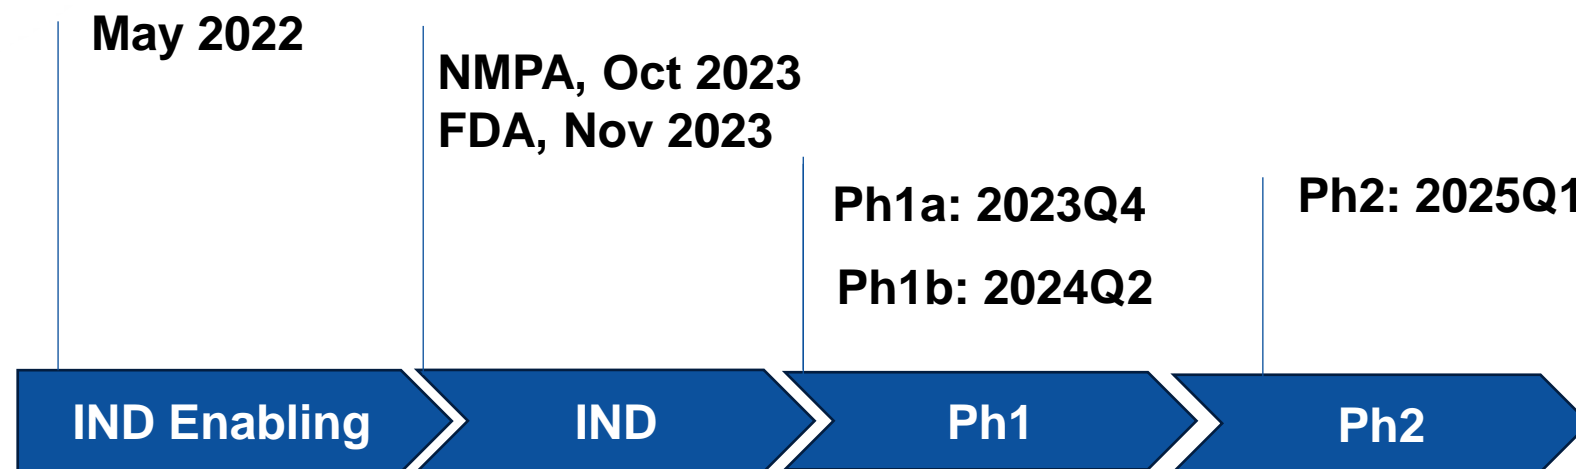 May 2022
NMPA, Oct 2023
FDA, Nov 2023
Ph1a: 2023Q4
Ph1b: 2024Q2
Ph2: 2025Q1
IND Enabling
IND
Ph1
Ph2